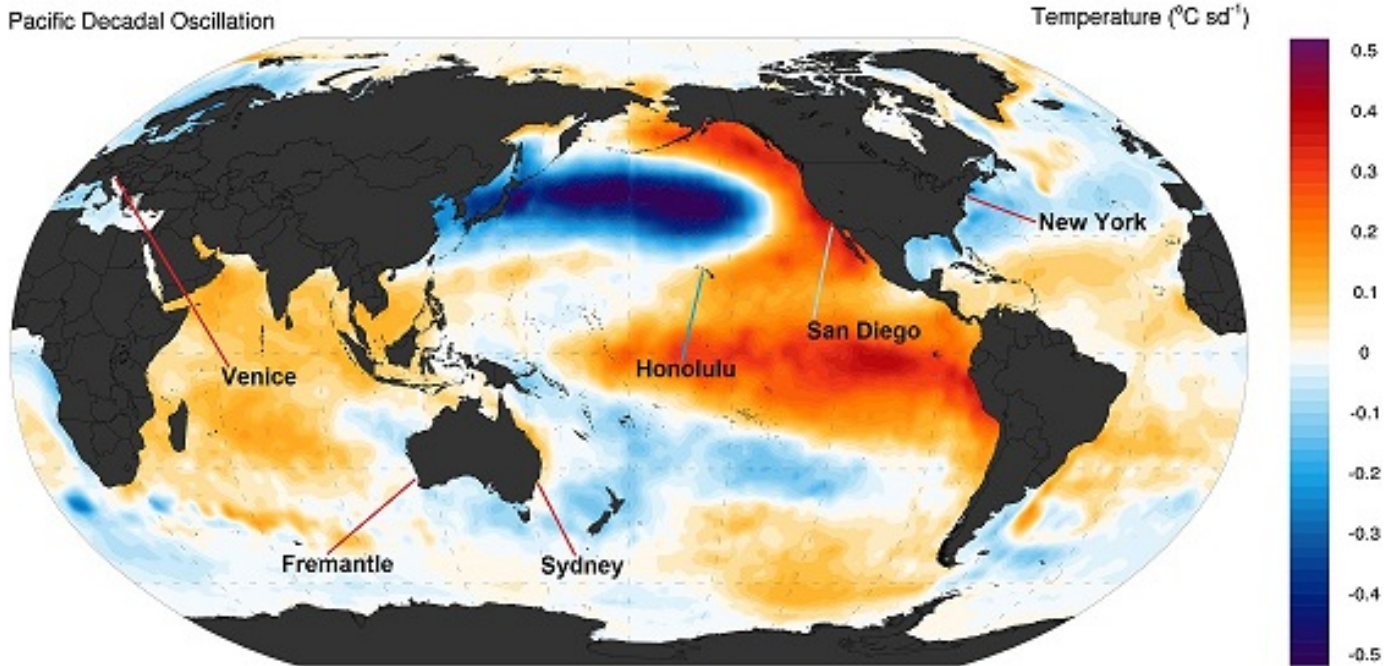 Pacific Decadal Oscillation
Temperature (°C sd⁻¹)
0.5
0.4
0.3
0.2
0.1
0
-0.1
-0.2
-0.3
-0.4
-0.5
New York
San Diego
Honolulu
Venice
Fremantle
Sydney